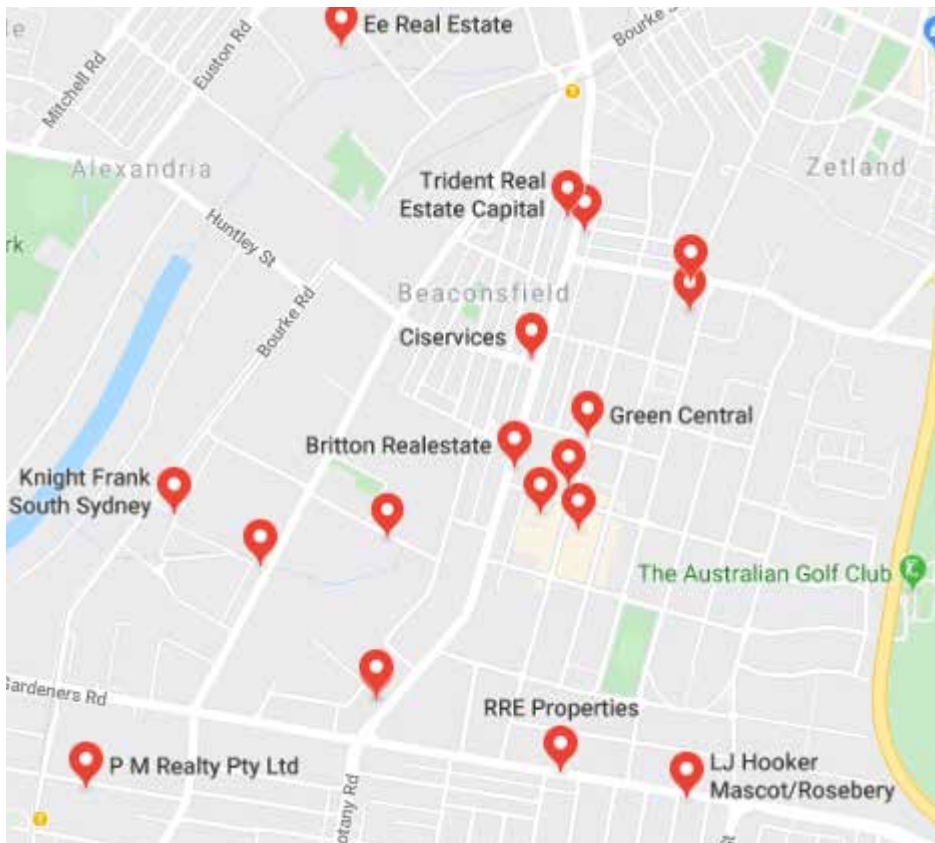 Ee Real Estate
Bourke S
Mitchell Rd
Euston Rd
Alexandria
Zetland
Trident Real
Estate Capital
Huntley St
rk
Beaconsfield
Bourke Rd
Ciservices
Green Central
Britton Realestate
Knight Frank
South Sydney
The Australian Golf Club
Gardeners Rd
RRE Properties
P M Realty Pty Ltd
LJ Hooker
Mascot/Rosebery
otany Rd
St